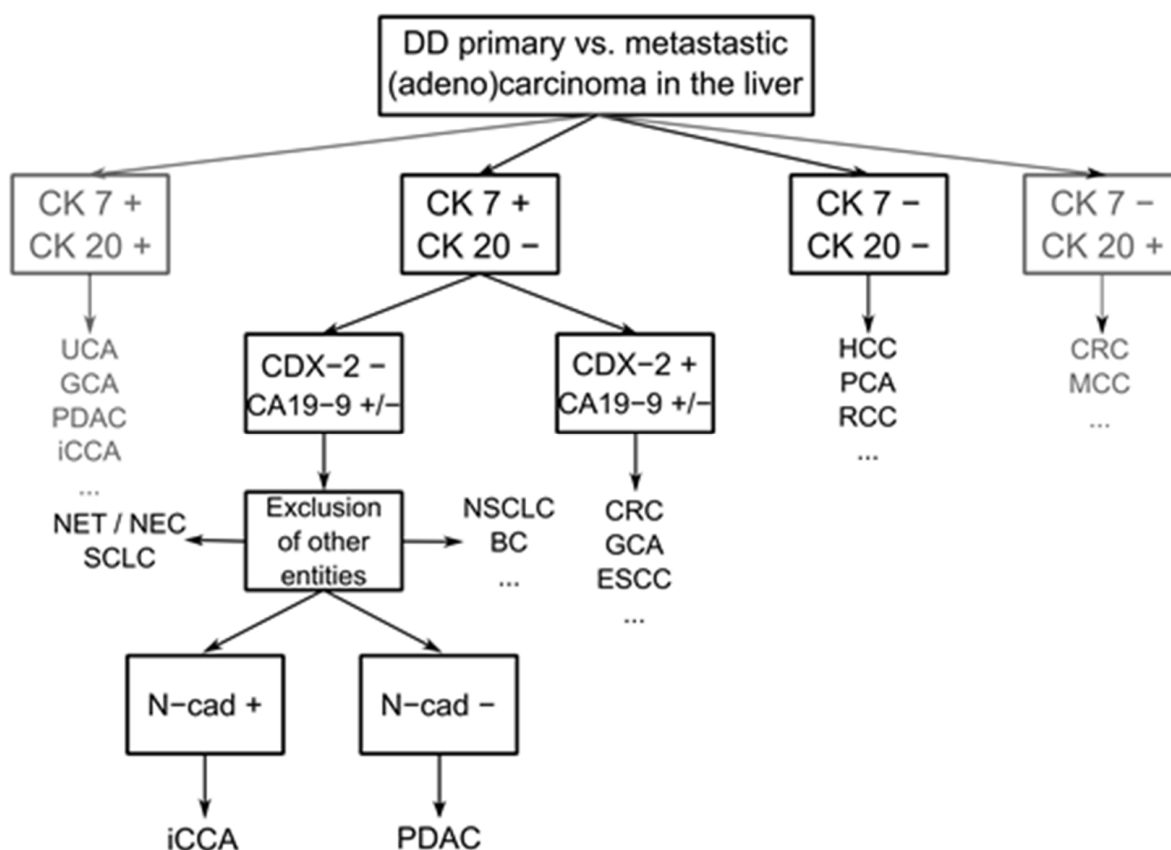 DD primary vs. metastastic
(adeno)carcinoma in the liver
CK 7 +
CK 20 +
CK 7 +
CK 20 −
CK 7 −
CK 20 −
CK 7 −
CK 20 +
UCA
GCA
PDAC
iCCA
...
CDX−2 −
CA19−9 +/−
CDX−2 +
CA19−9 +/−
HCC
PCA
RCC
...
CRC
MCC
...
NET / NEC
SCLC
Exclusion
of other
entities
NSCLC
BC
...
CRC
GCA
ESCC
...
N−cad +
N−cad −
iCCA
PDAC